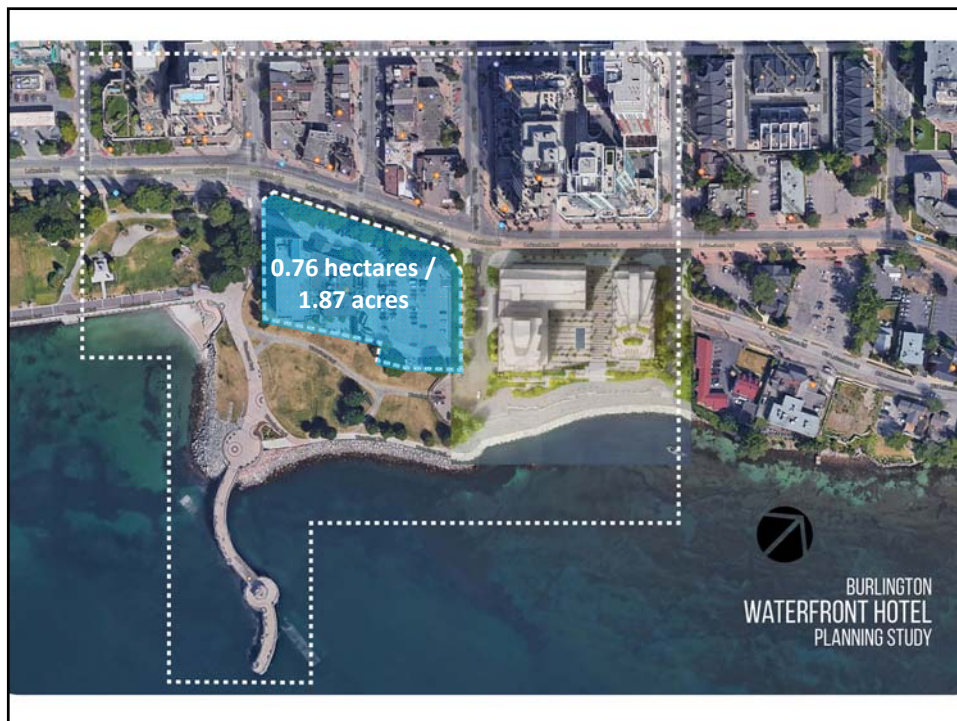 0.76 hectares /
1.87 acres
BURLINGTON
WATERFRONT HOTEL
PLANNING STUDY